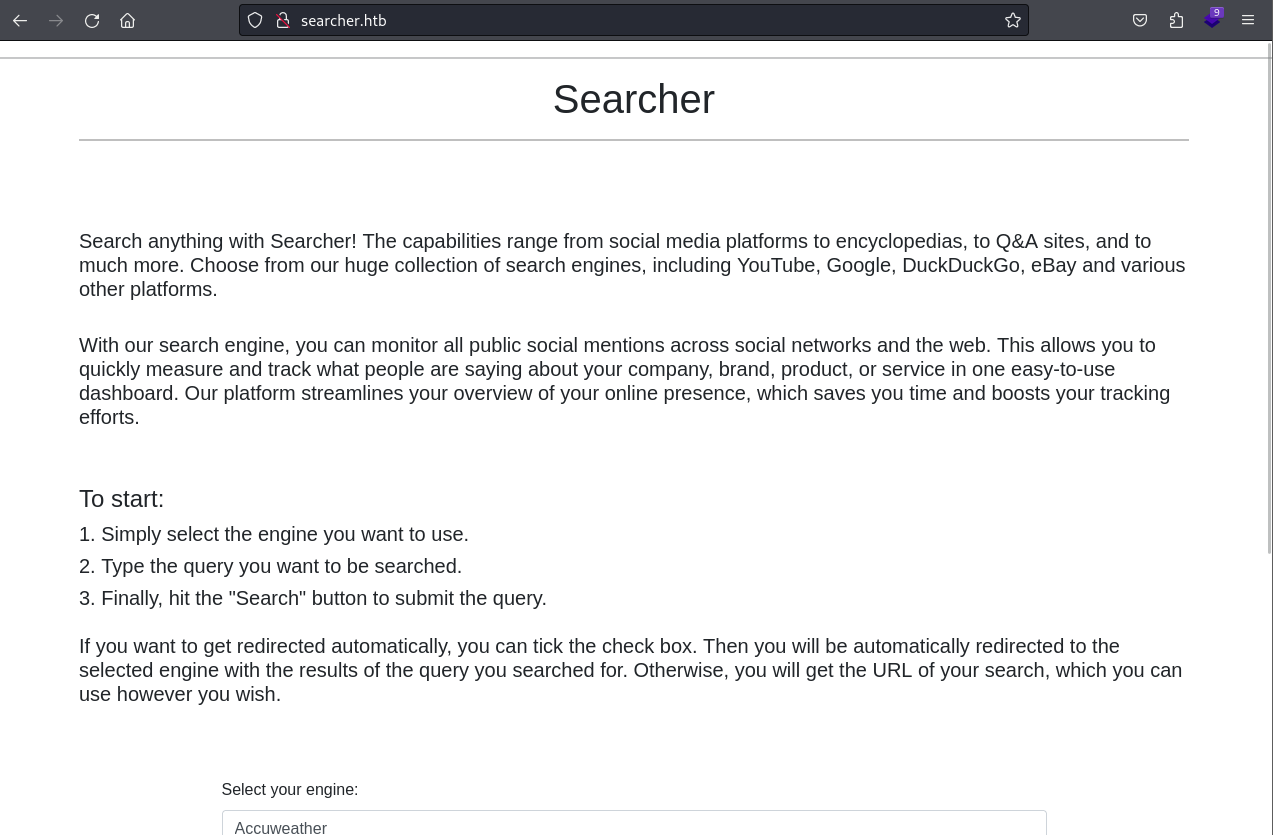 searcher.htb
9
Searcher
Search anything with Searcher! The capabilities range from social media platforms to encyclopedias, to Q&A sites, and to
much more. Choose from our huge collection of search engines, including YouTube, Google, DuckDuckGo, eBay and various
other platforms.
With our search engine, you can monitor all public social mentions across social networks and the web. This allows you to
quickly measure and track what people are saying about your company, brand, product, or service in one easy-to-use
dashboard. Our platform streamlines your overview of your online presence, which saves you time and boosts your tracking
efforts.
To start:
1. Simply select the engine you want to use.
2. Type the query you want to be searched.
3. Finally, hit the "Search" button to submit the query.
If you want to get redirected automatically, you can tick the check box. Then you will be automatically redirected to the
selected engine with the results of the query you searched for. Otherwise, you will get the URL of your search, which you can
use however you wish.
Select your engine:
Accuweather